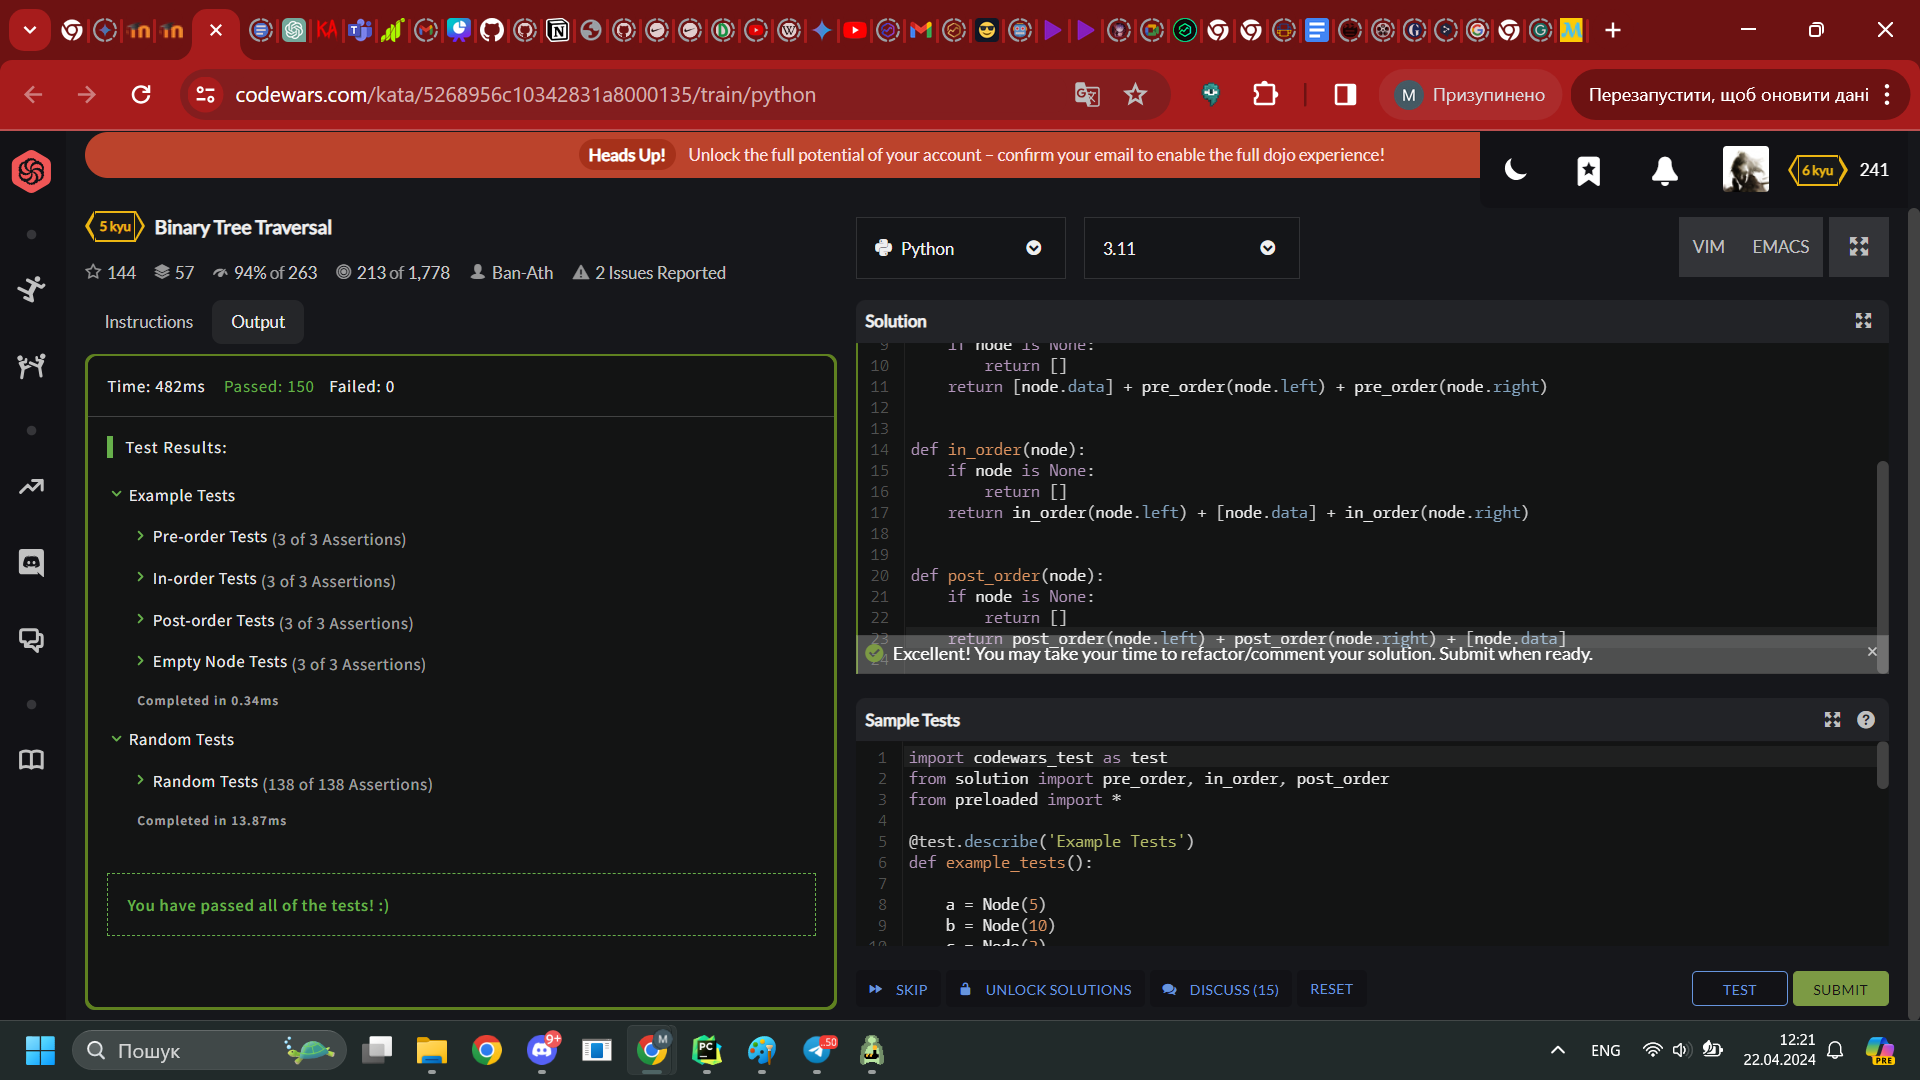 codewars.com/kata/5268956c10342831a8000135/train/python
M Призупинено
Перезапустити, щоб оновити дані
Heads Up! Unlock the full potential of your account – confirm your email to enable the full dojo experience!
6 kyu 241
5 kyu Binary Tree Traversal
144 57 94% of 263 213 of 1,778 Ban-Ath 2 Issues Reported
Instructions Output
Time: 482ms Passed: 150 Failed: 0
Test Results:
Example Tests
Pre-order Tests (3 of 3 Assertions)
In-order Tests (3 of 3 Assertions)
Post-order Tests (3 of 3 Assertions)
Empty Node Tests (3 of 3 Assertions)
Completed in 0.34ms
Random Tests
Random Tests (138 of 138 Assertions)
Completed in 13.87ms
You have passed all of the tests! :)
Python 3.11 VIM EMACS
Solution
9 if node is None:
10 return []
11 return [node.data] + pre_order(node.left) + pre_order(node.right)
12
13
14 def in_order(node):
15 if node is None:
16 return []
17 return in_order(node.left) + [node.data] + in_order(node.right)
18
19
20 def post_order(node):
21 if node is None:
22 return []
23 return post_order(node.left) + post_order(node.right) + [node.data]
24
Excellent! You may take your time to refactor/comment your solution. Submit when ready.
Sample Tests
1 import codewars_test as test
2 from solution import pre_order, in_order, post_order
3 from preloaded import *
4
5 @test.describe('Example Tests')
6 def example_tests():
7
8 a = Node(5)
9 b = Node(10)
10 c = Node(2)
SKIP UNLOCK SOLUTIONS DISCUSS (15) RESET TEST SUBMIT
Пошук
9+
M
PC
50
ENG
12:21
22.04.2024
PRE